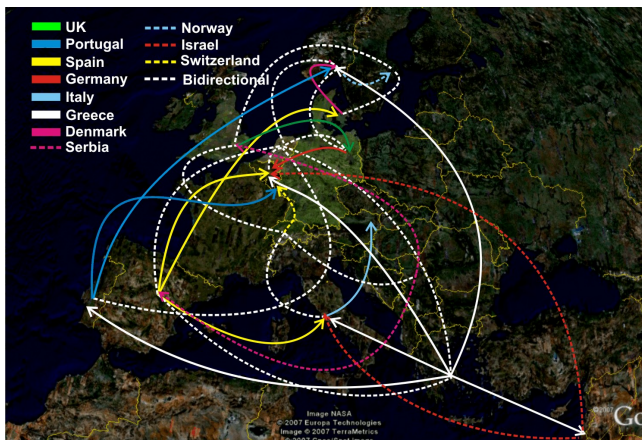 UK
Portugal
Spain
Germany
Italy
Greece
Denmark
Serbia
Norway
Israel
Switzerland
Bidirectional
Image NASA
© 2007 Europa Technologies
Image © 2007 TerraMetrics
©2007